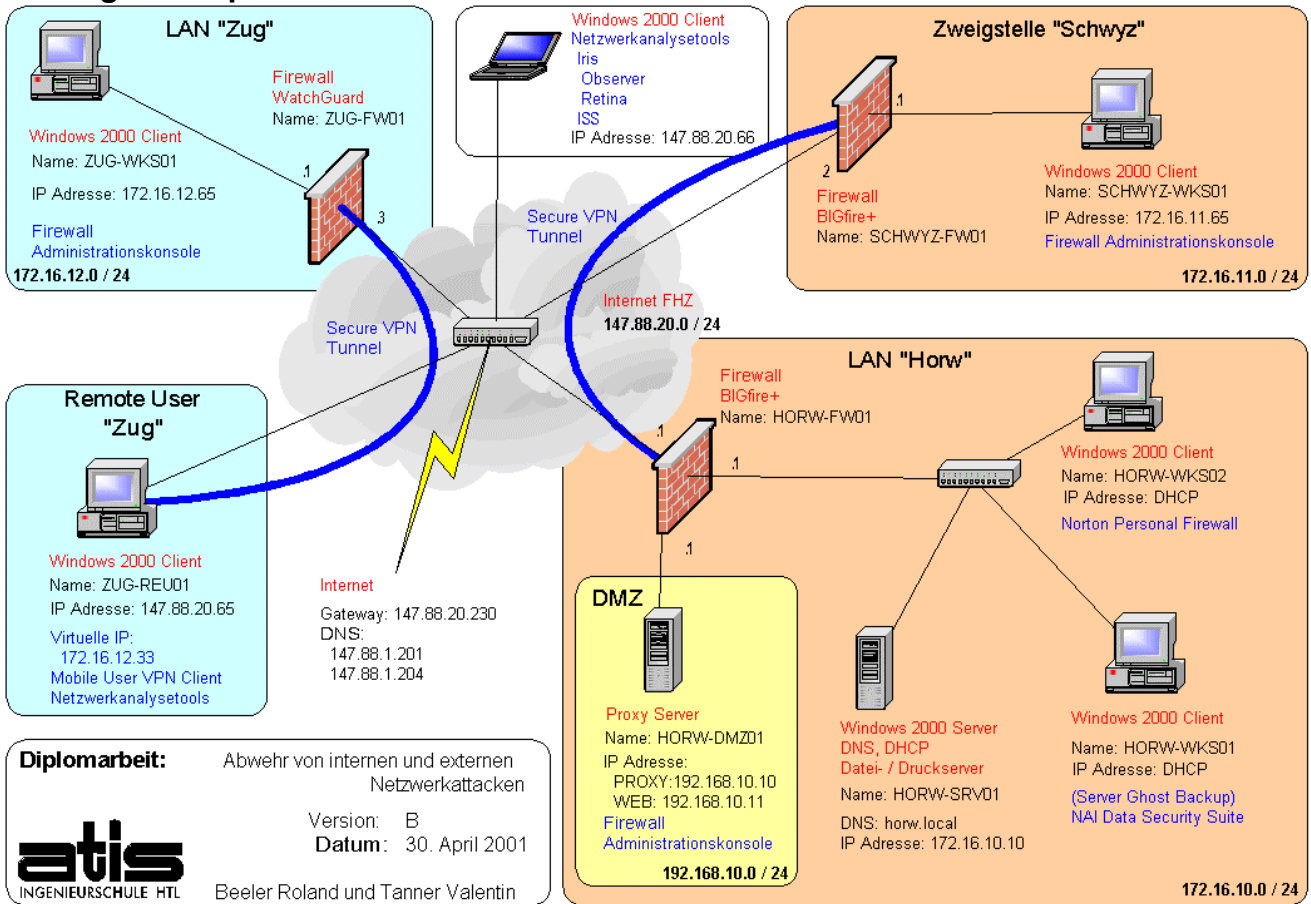 LAN "Zug"
Firewall
WatchGuard
Name: ZUG-FW01
Windows 2000 Client
Name: ZUG-WKS01
IP Adresse: 172.16.12.65
Firewall
Administrationskonsole
172.16.12.0 / 24
.1
.3
Windows 2000 Client
Netzwerkanalysetools
Iris
Observer
Retina
ISS
IP Adresse: 147.88.20.66
Zweigstelle "Schwyz"
.1
2
Firewall
BIGfire+
Name: SCHWYZ-FW01
Windows 2000 Client
Name: SCHWYZ-WKS01
IP Adresse: 172.16.11.65
Firewall Administrationskonsole
172.16.11.0 / 24
Secure VPN
Tunnel
Secure VPN
Tunnel
Internet FHZ
147.88.20.0 / 24
Remote User
"Zug"
Windows 2000 Client
Name: ZUG-REU01
IP Adresse: 147.88.20.65
Virtuelle IP:
172.16.12.33
Mobile User VPN Client
Netzwerkanalysetools
Internet
Gateway: 147.88.20.230
DNS:
147.88.1.201
147.88.1.204
LAN "Horw"
Firewall
BIGfire+
Name: HORW-FW01
.1
.1
.1
Windows 2000 Client
Name: HORW-WKS02
IP Adresse: DHCP
Norton Personal Firewall
DMZ
Proxy Server
Name: HORW-DMZ01
IP Adresse:
PROXY:192.168.10.10
WEB: 192.168.10.11
Firewall
Administrationskonsole
192.168.10.0 / 24
Windows 2000 Server
DNS, DHCP
Datei- / Druckserver
Name: HORW-SRV01
DNS: horw.local
IP Adresse: 172.16.10.10
Windows 2000 Client
Name: HORW-WKS01
IP Adresse: DHCP
(Server Ghost Backup)
NAI Data Security Suite
172.16.10.0 / 24
Diplomarbeit: Abwehr von internen und externen
Netzwerkattacken
Version: B
Datum: 30. April 2001
atis
INGENIEURSCHULE HTL
Beeler Roland und Tanner Valentin